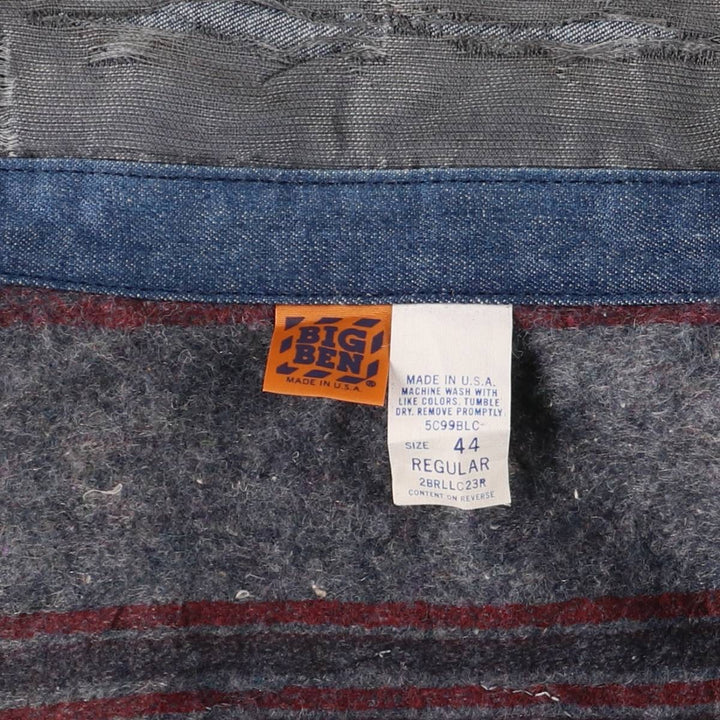 BIG
BEN
MADE IN U.S.A.
®
MADE IN U.S.A.
MACHINE WASH WITH
LIKE COLORS. TUMBLE
DRY. REMOVE PROMPTLY
5C99BLC-
SIZE 44
REGULAR
2BRLLC23R
CONTENT ON REVERSE